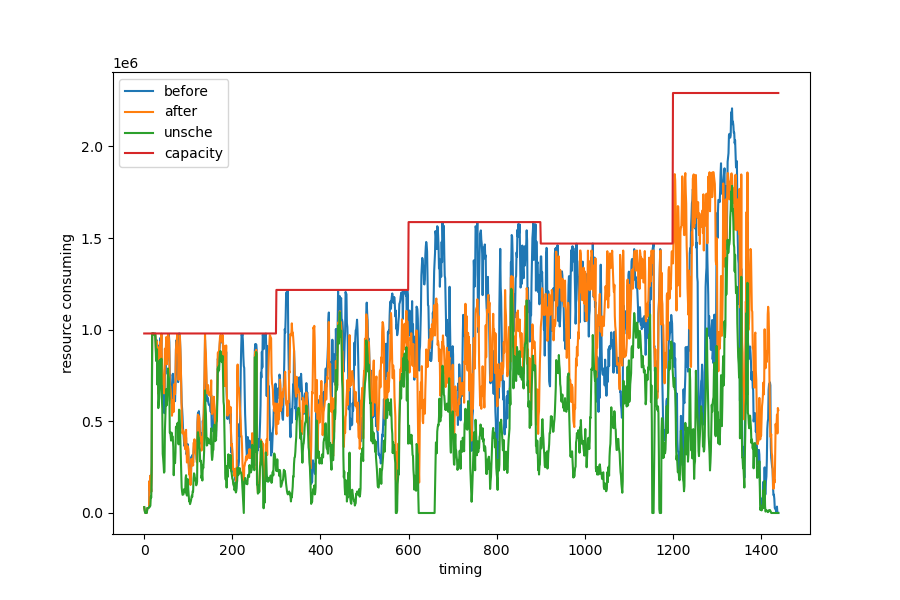 1e6
before
after
unsche
capacity
2.0
1.5
1.0
0.5
0.0
resource consuming
0 200 400 600 800 1000 1200 1400
timing